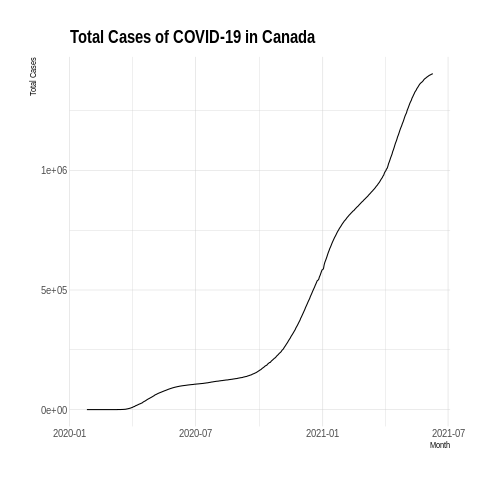 Total Cases of COVID-19 in Canada
Total Cases
1e+06
5e+05
0e+00
2020-01 2020-07 2021-01 2021-07
Month